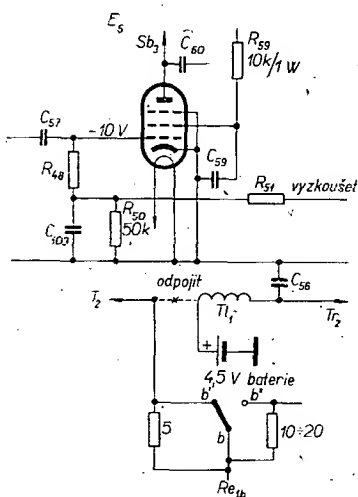 E5
Sb3
C60
R59
10k/1 W
C57
-10V
R48
C59
R51
vyzkoušet
R50
50k
C103
odpojit
C56
T2
Tl1
Tr2
+
4,5 V baterie
b'
b"
5
b
10÷20
Re1b